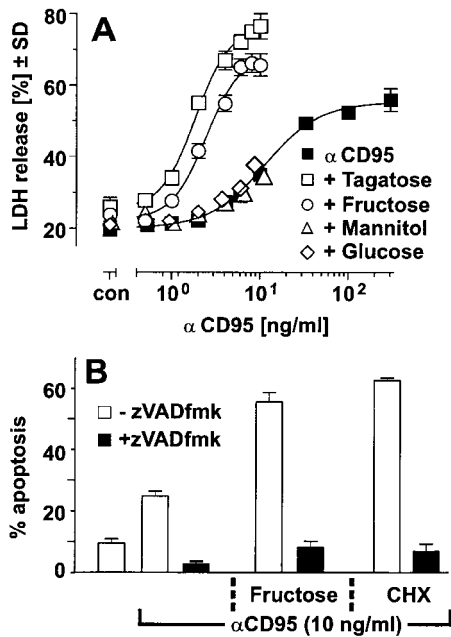 A
LDH release [%] ± SD
80
60
40
20
α CD95
+ Tagatose
+ Fructose
+ Mannitol
+ Glucose
con 10⁰ 10¹ 10²
α CD95 [ng/ml]
B
% apoptosis
60
40
20
0
- zVADfmk
+zVADfmk
Fructose CHX
αCD95 (10 ng/ml)